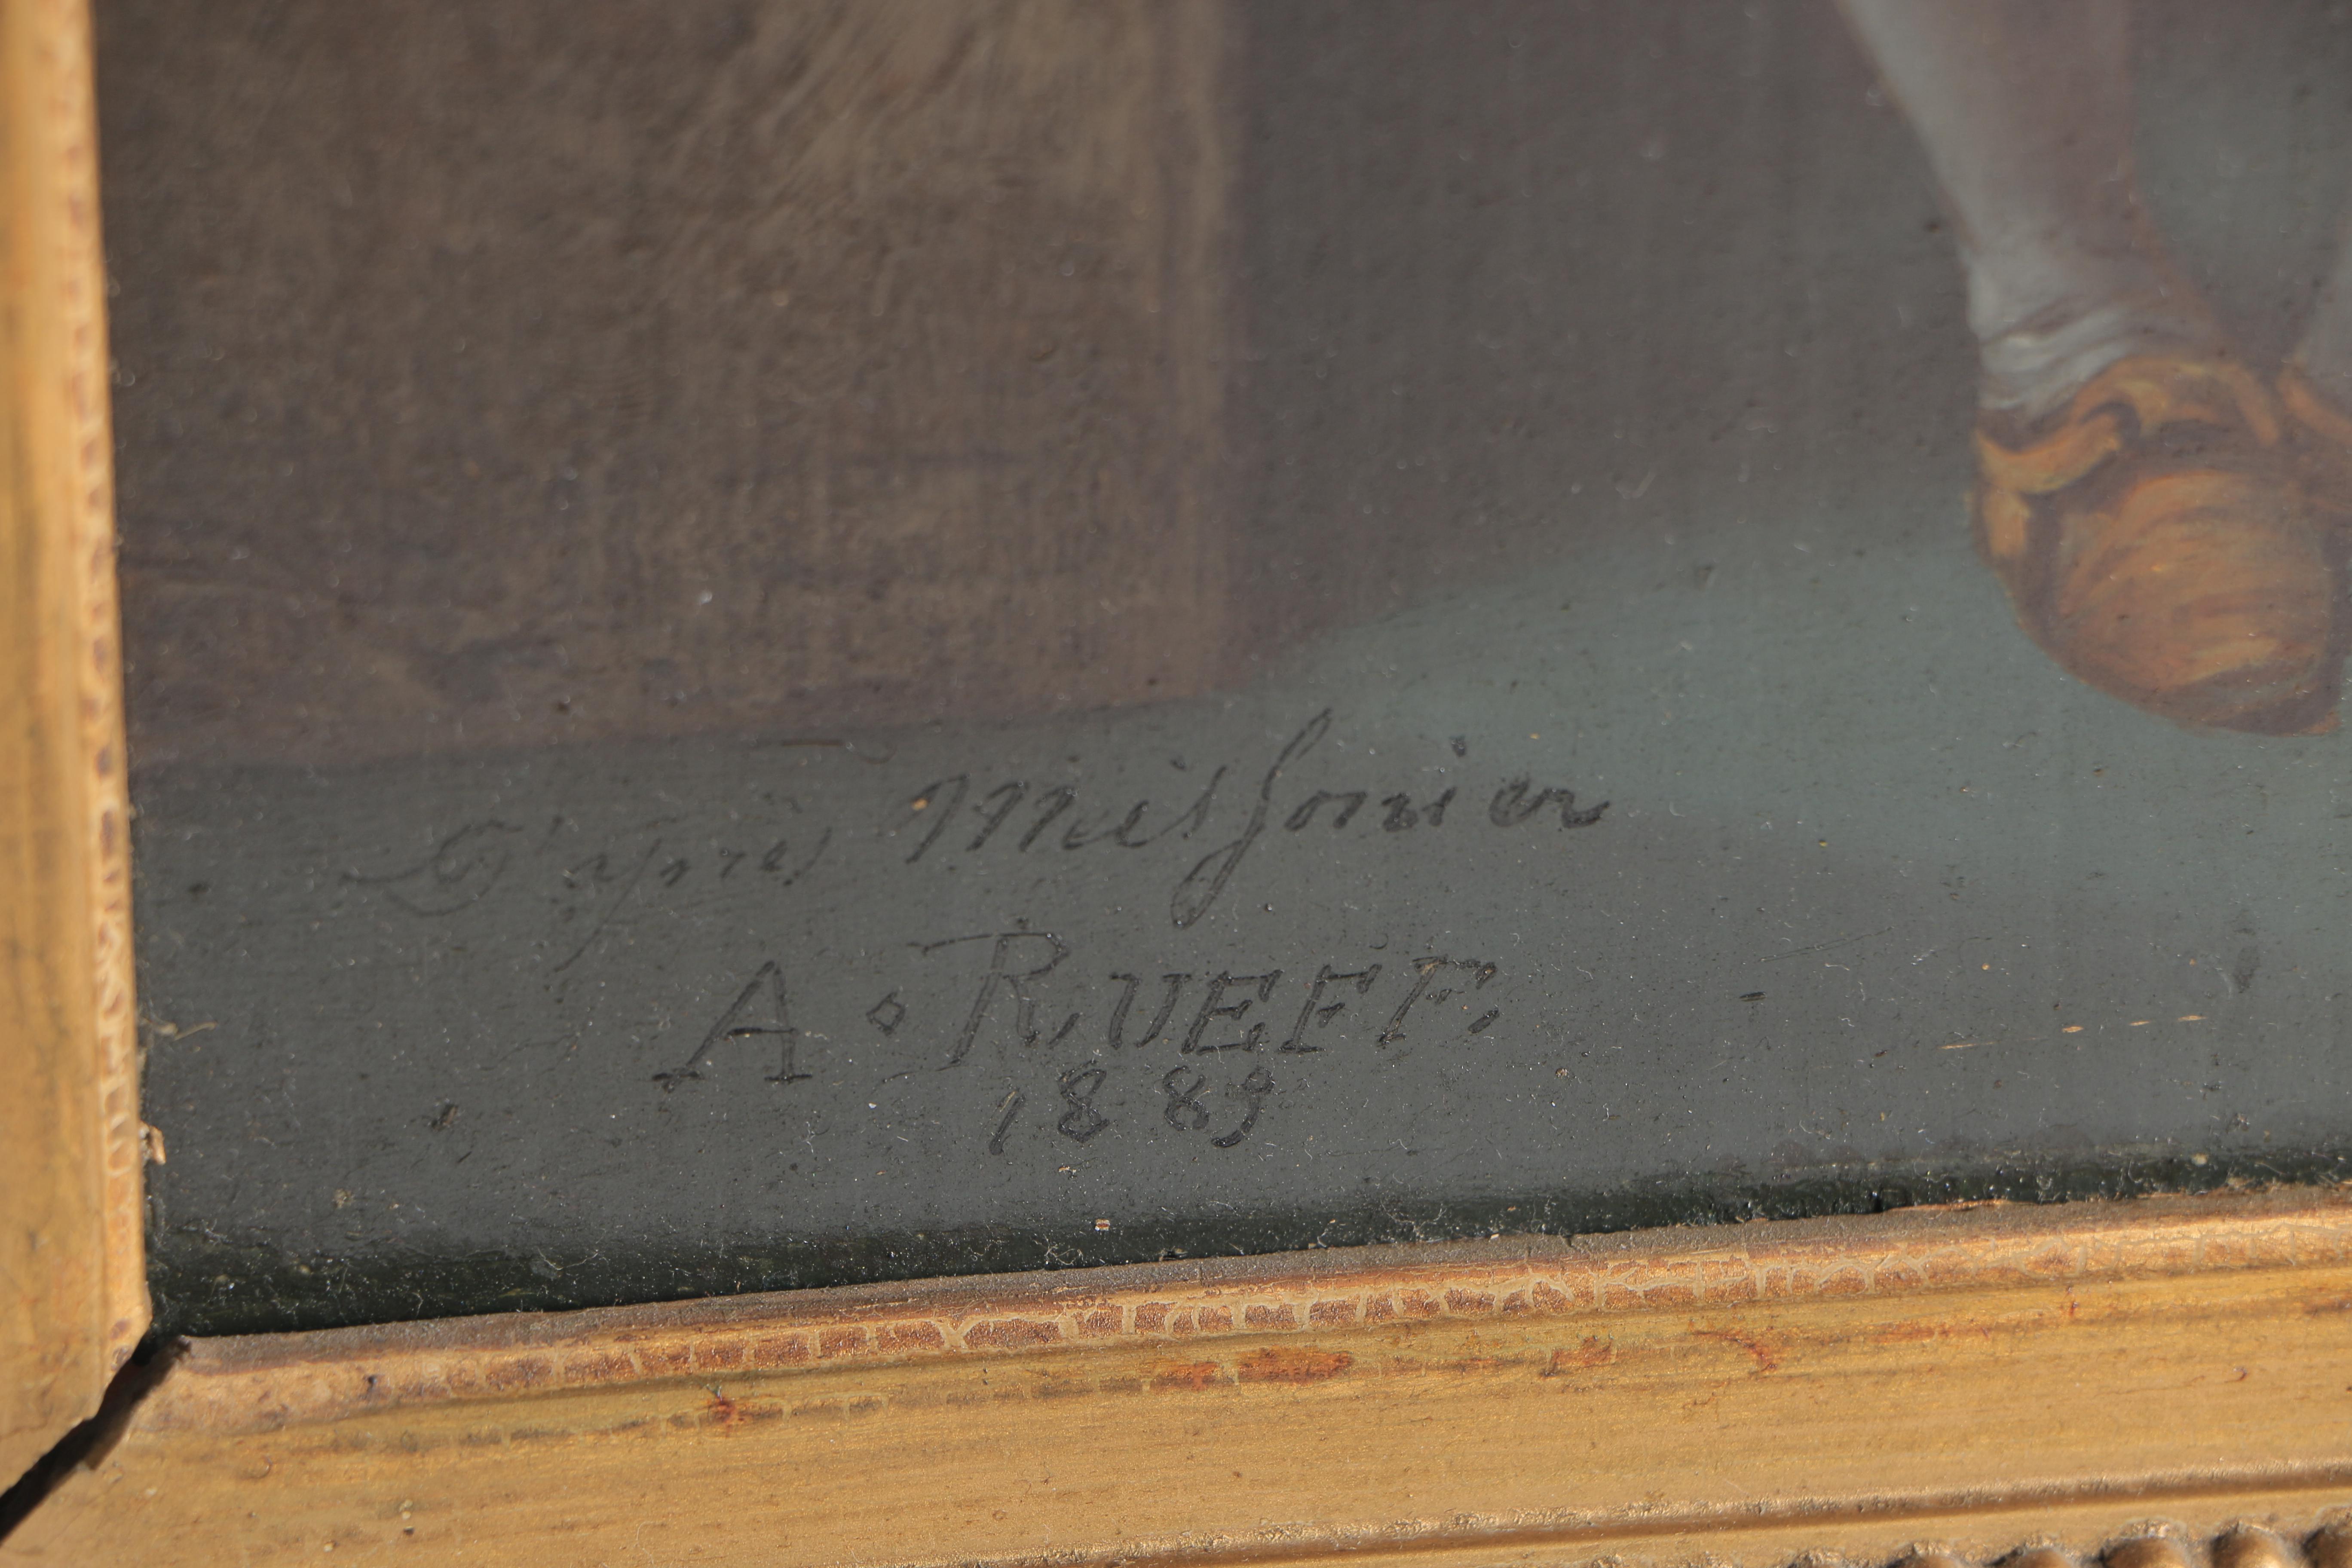 D'après Meissonier
A. RUEFF.
1889